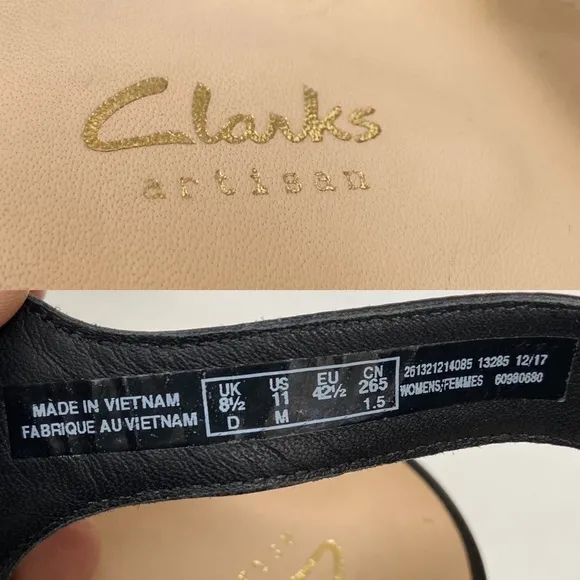 Clarks
artisan
MADE IN VIETNAM
FABRIQUE AU VIETNAM
UK US EU CN
8½ 11 42½ 265
D M 1.5
261321214085 13285 12/17
WOMENS/FEMMES 60980680